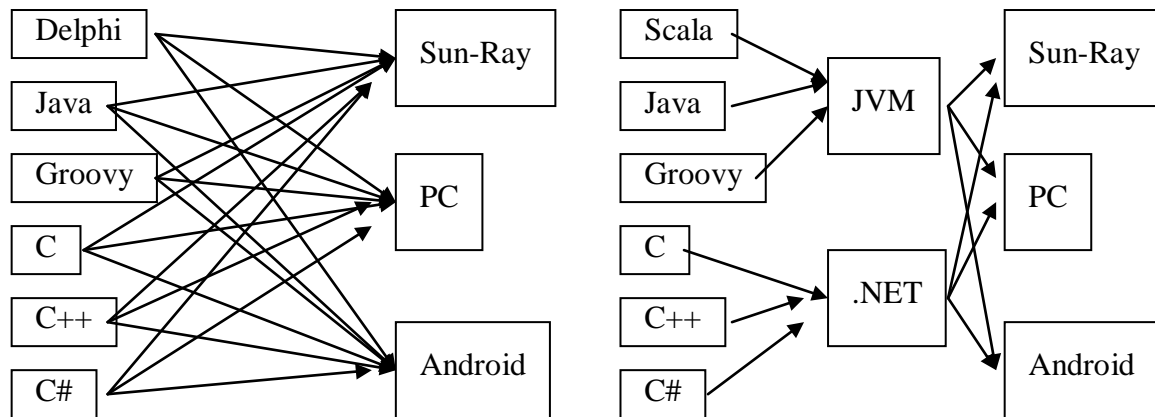 Delphi
Java
Groovy
C
C++
C#
Sun-Ray
PC
Android
Scala
Java
Groovy
C
C++
C#
JVM
.NET
Sun-Ray
PC
Android